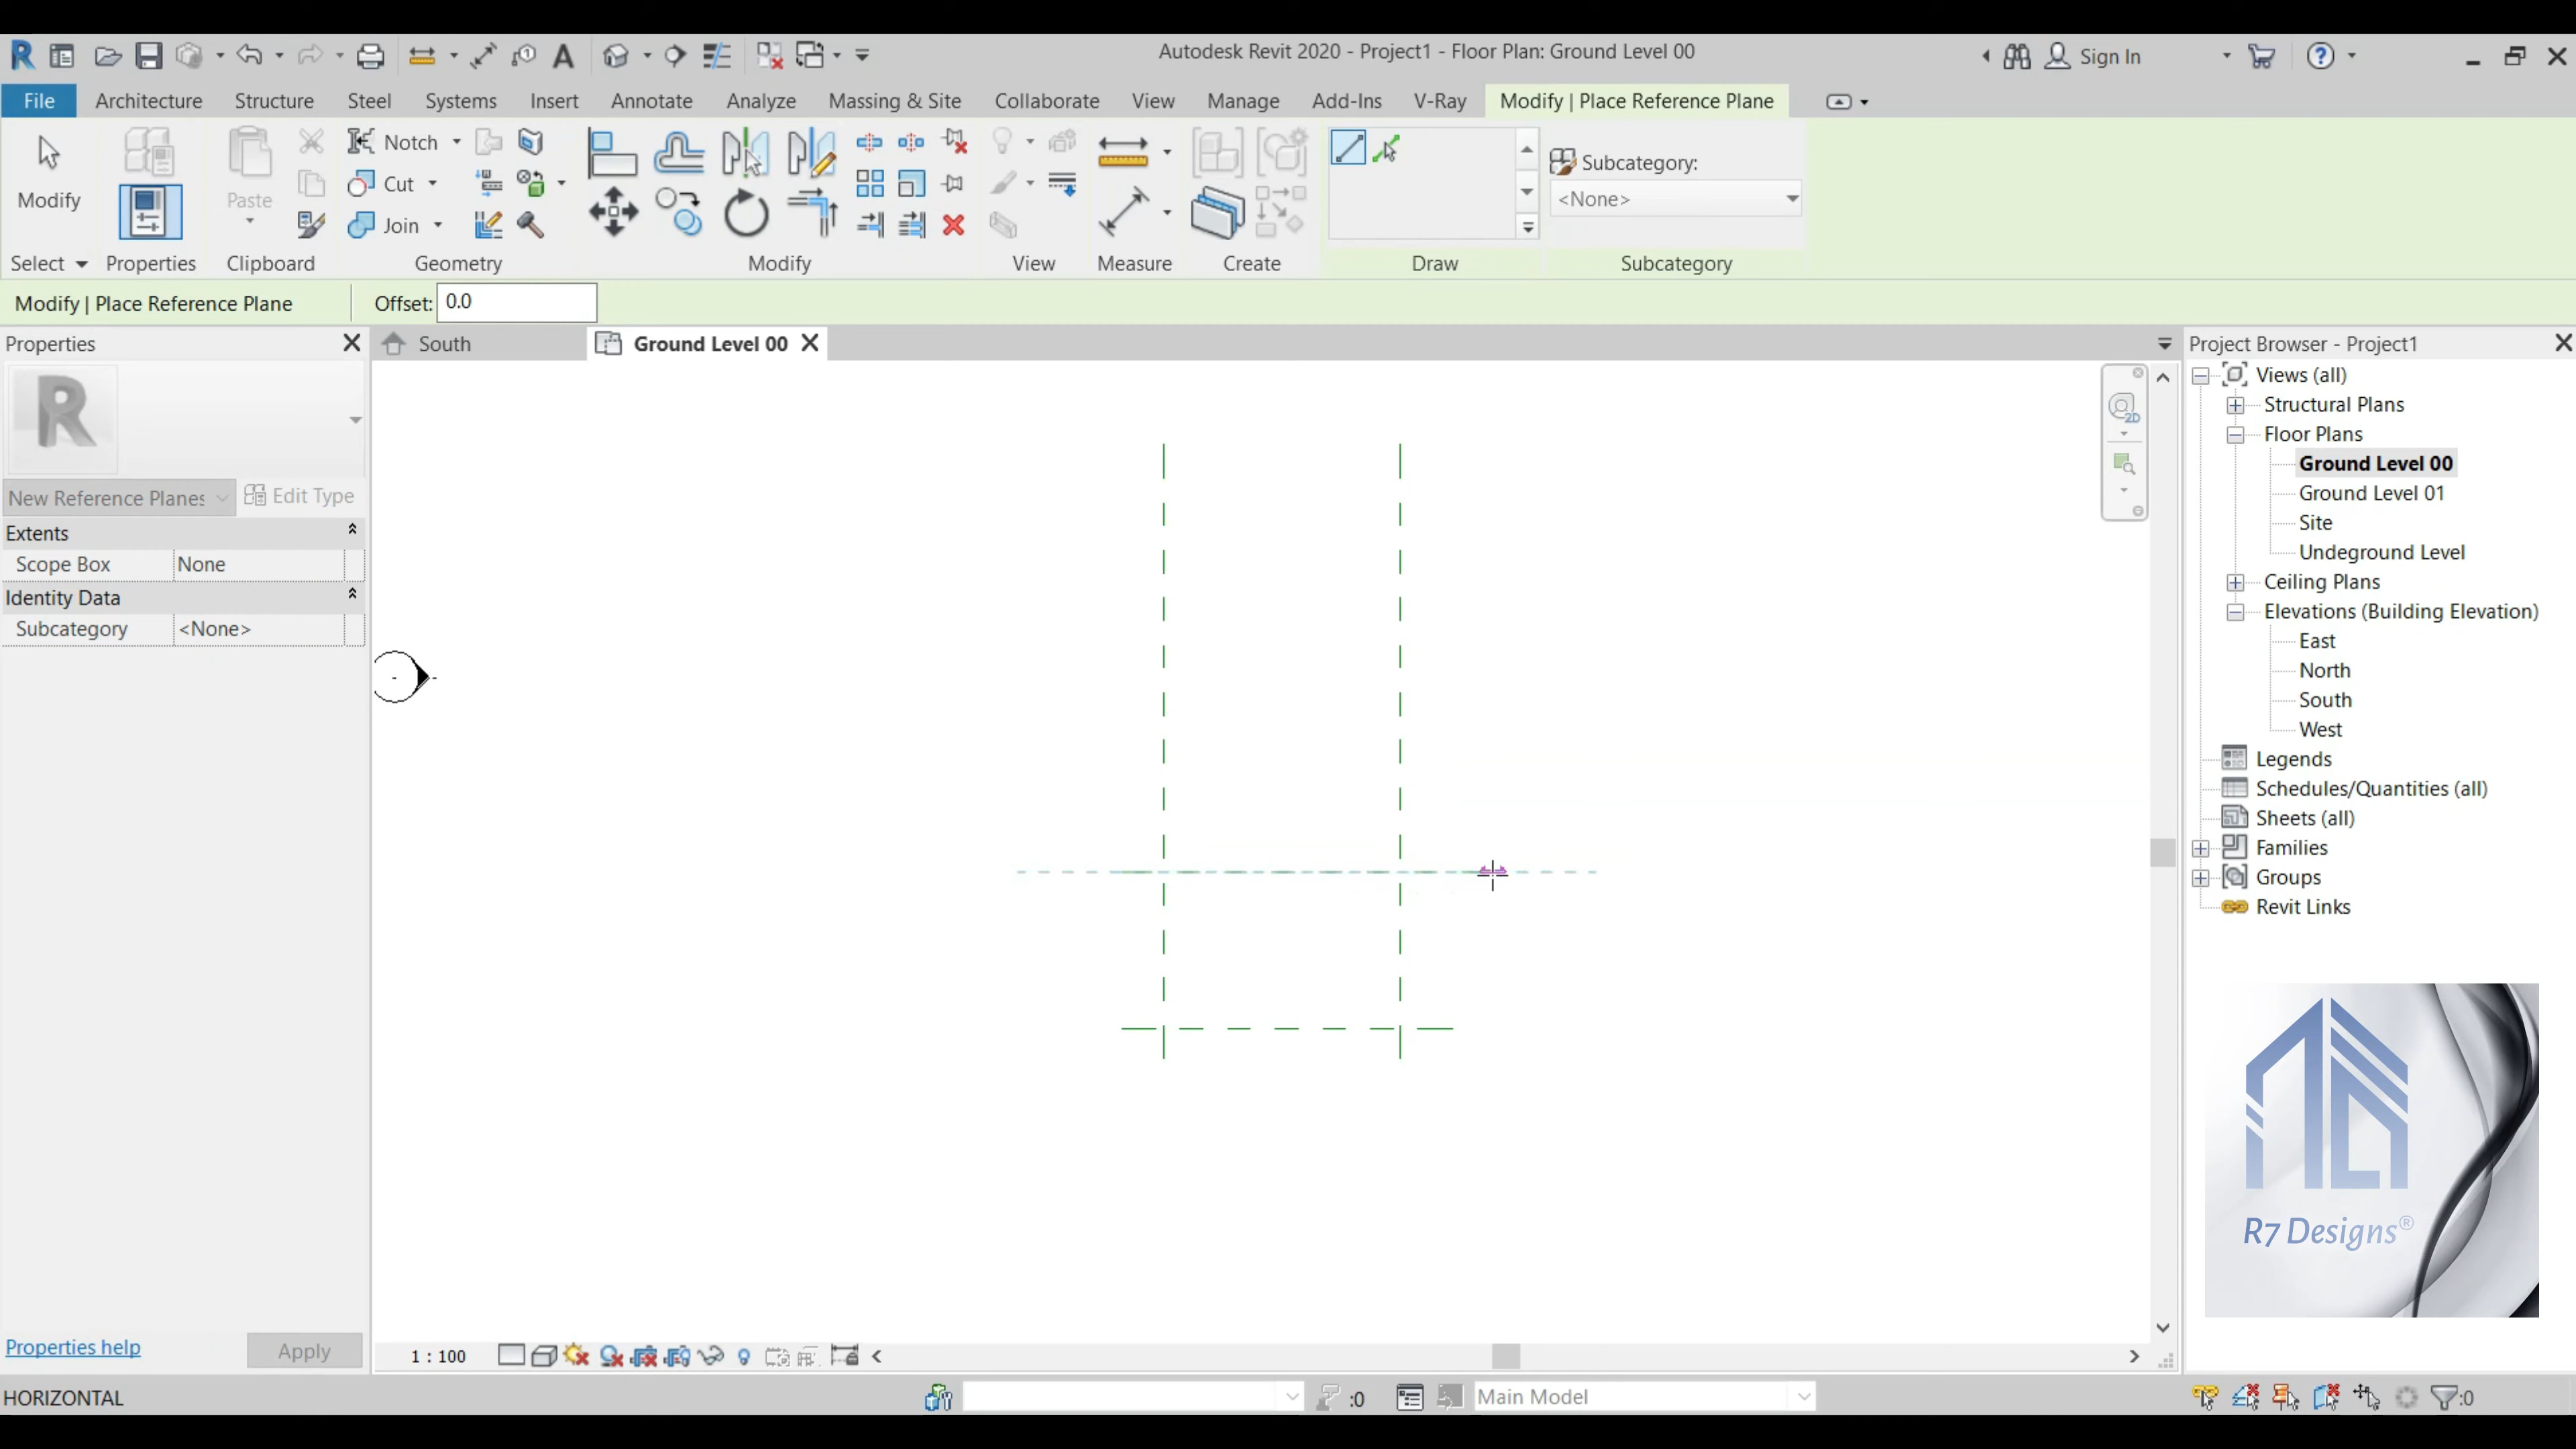 Autodesk Revit 2020 - Project1 - Floor Plan: Ground Level 00
Sign In
File Architecture Structure Steel Systems Insert Annotate Analyze Massing & Site Collaborate View Manage Add-Ins V-Ray Modify | Place Reference Plane
Modify
Paste
Notch
Cut
Join
Subcategory:
<None>
Select Properties Clipboard Geometry Modify View Measure Create Draw Subcategory
Modify | Place Reference Plane Offset: 0.0
Properties
South
Ground Level 00
Project Browser - Project1
R
New Reference Planes
Edit Type
Extents
Scope Box None
Identity Data
Subcategory <None>
Views (all)
Structural Plans
Floor Plans
Ground Level 00
Ground Level 01
Site
Undeground Level
Ceiling Plans
Elevations (Building Elevation)
East
North
South
West
Legends
Schedules/Quantities (all)
Sheets (all)
Families
Groups
Revit Links
R7 Designs®
Properties help
Apply
1 : 100
HORIZONTAL
:0
Main Model
:0